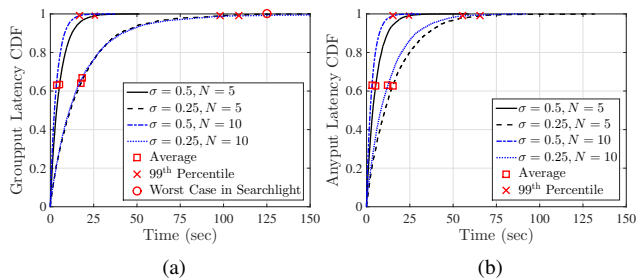 Groupput Latency CDF
1
0.8
0.6
0.4
0.2
0
0 25 50 75 100 125 150
Time (sec)
σ = 0.5, N = 5
σ = 0.25, N = 5
σ = 0.5, N = 10
σ = 0.25, N = 10
Average
99th Percentile
Worst Case in Searchlight
(a)
Anyput Latency CDF
1
0.8
0.6
0.4
0.2
0
0 25 50 75 100 125 150
Time (sec)
σ = 0.5, N = 5
σ = 0.25, N = 5
σ = 0.5, N = 10
σ = 0.25, N = 10
Average
99th Percentile
(b)